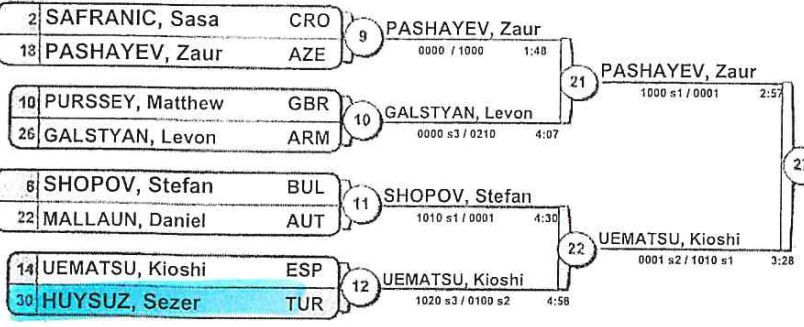 2 SAFRANIC, Sasa CRO
13 PASHAYEV, Zaur AZE
9
PASHAYEV, Zaur
0000 / 1000 1:48
10 PURSSEY, Matthew GBR
26 GALSTYAN, Levon ARM
10
GALSTYAN, Levon
0000 s3 / 0210 4:07
21
PASHAYEV, Zaur
1000 s1 / 0001 2:57
6 SHOPOV, Stefan BUL
22 MALLAUN, Daniel AUT
11
SHOPOV, Stefan
1010 s1 / 0001 4:30
14 UEMATSU, Kioshi ESP
30 HUYSUZ, Sezer TUR
12
UEMATSU, Kioshi
1020 s3 / 0100 s2 4:58
22
UEMATSU, Kioshi
0001 s2 / 1010 s1 3:28